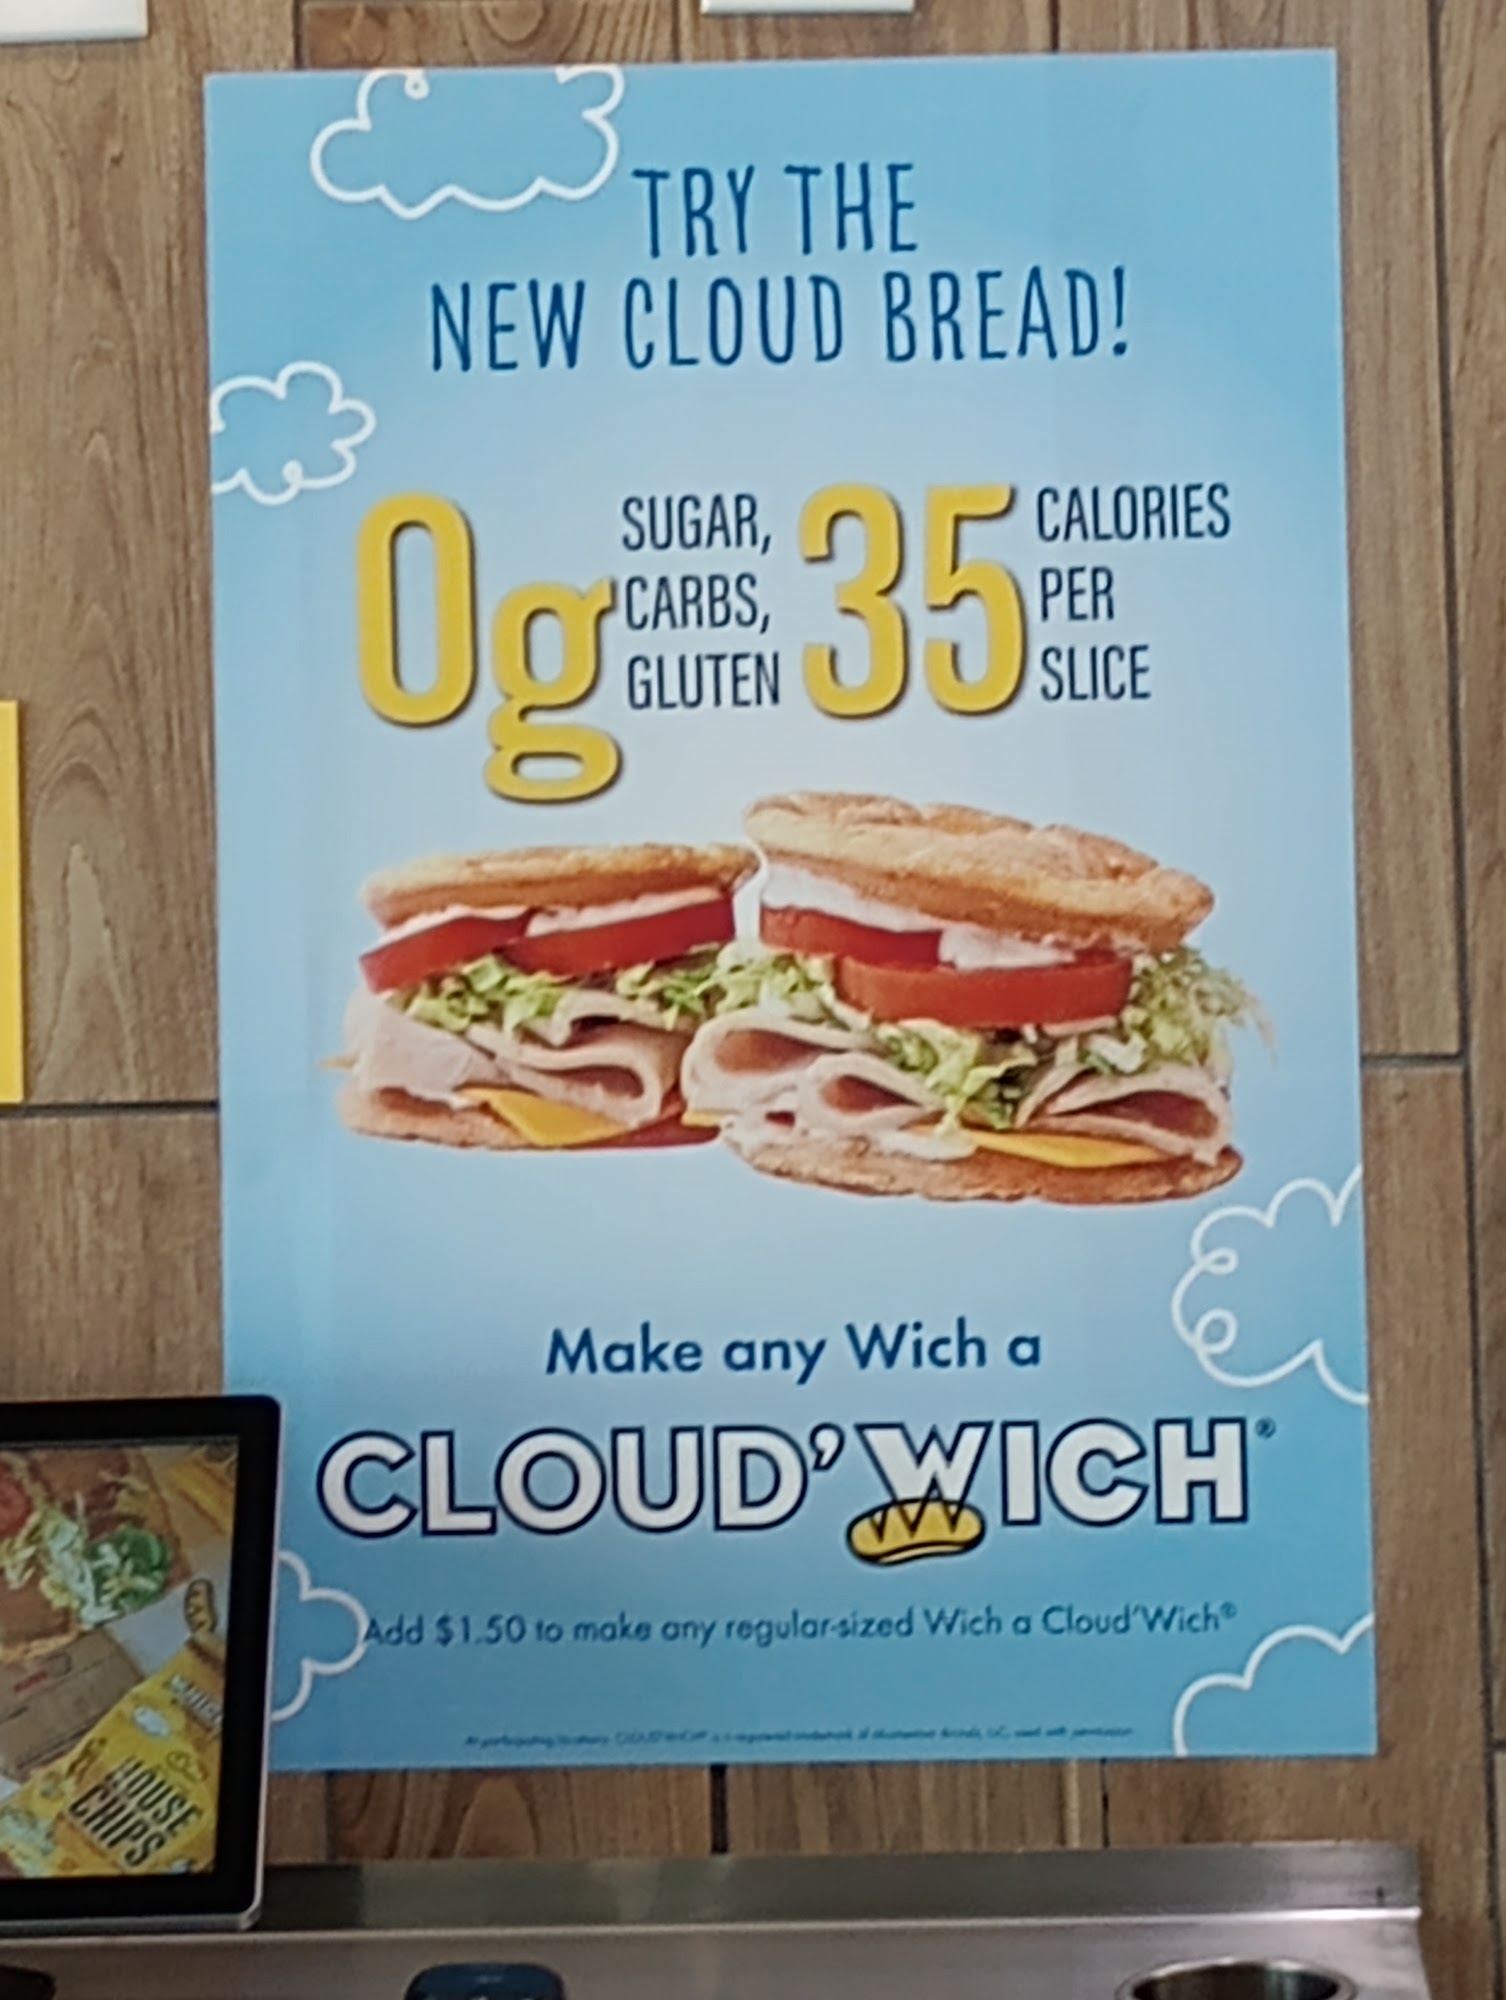 TRY THE
NEW CLOUD BREAD!
0g SUGAR,
CARBS,
GLUTEN
35 CALORIES
PER
SLICE
Make any Wich a
CLOUD'WICH®
Add $1.50 to make any regular-sized Wich a Cloud'Wich®
HOUSE
CHIPS